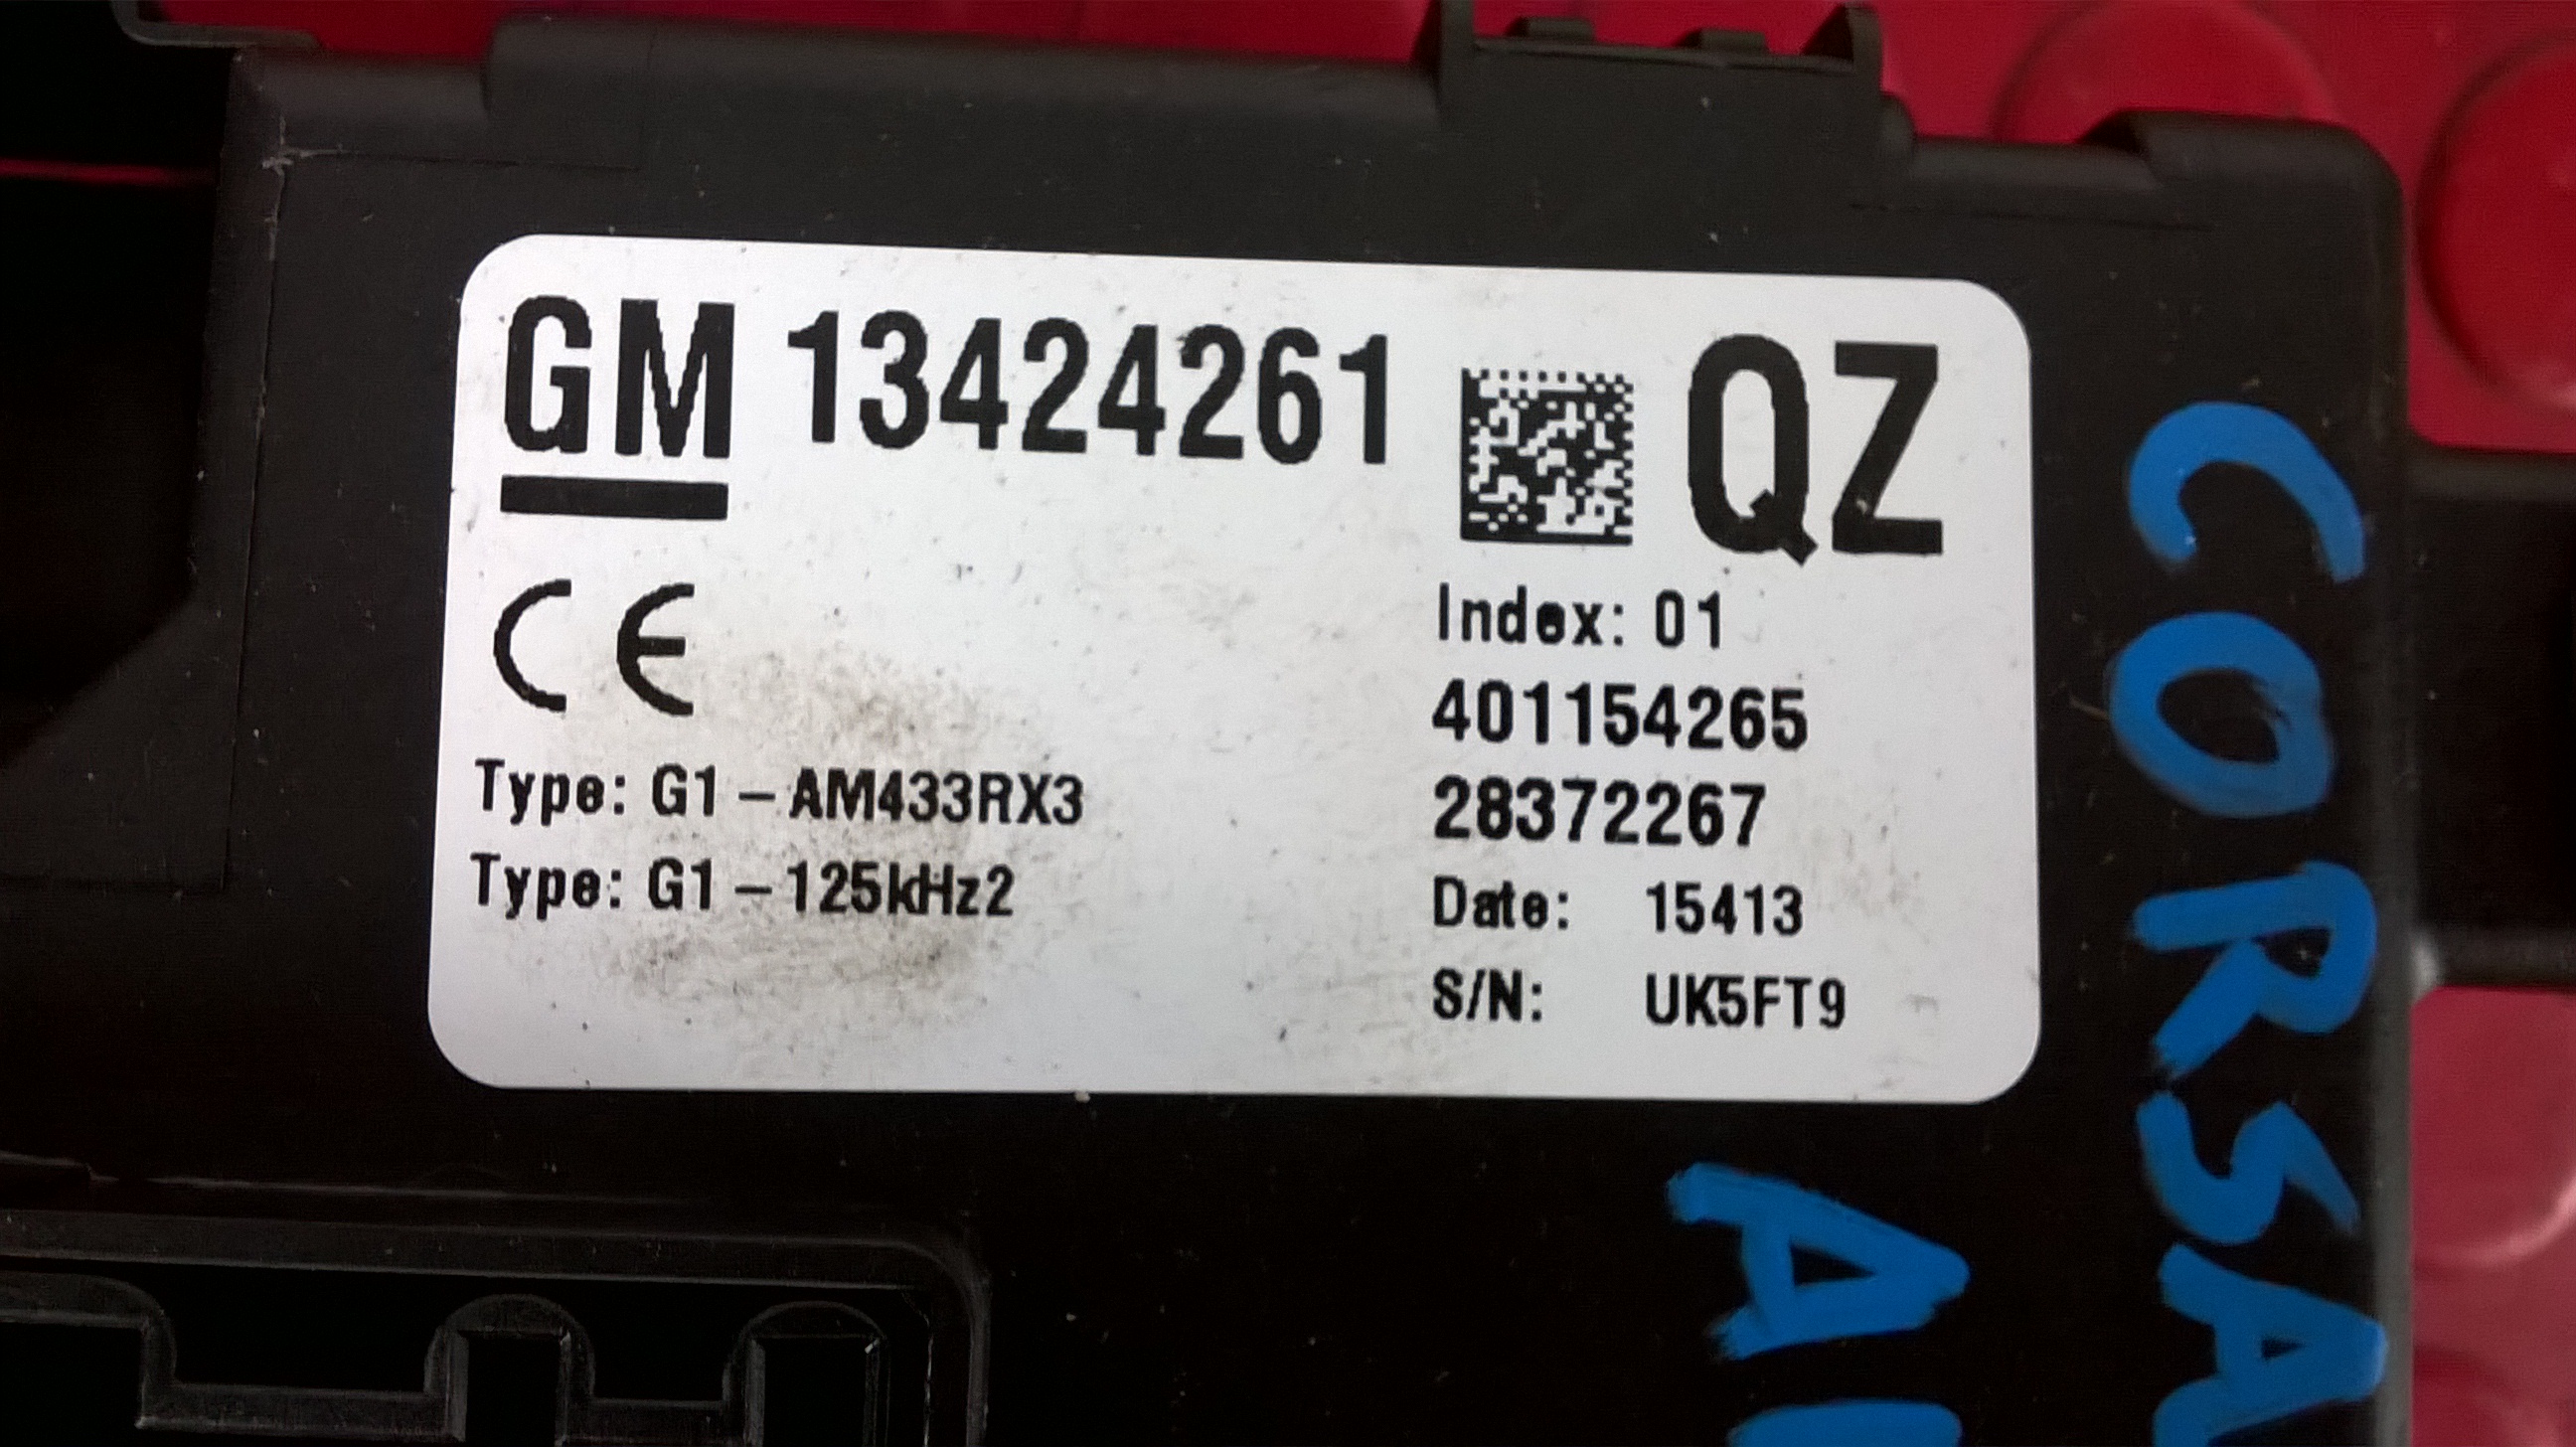 GM 13424261 QZ
CE
Index: 01
401154265
28372267
Type: G1 – AM433RX3
Type: G1 – 125kHz2
Date: 15413
S/N: UK5FT9
CORSA